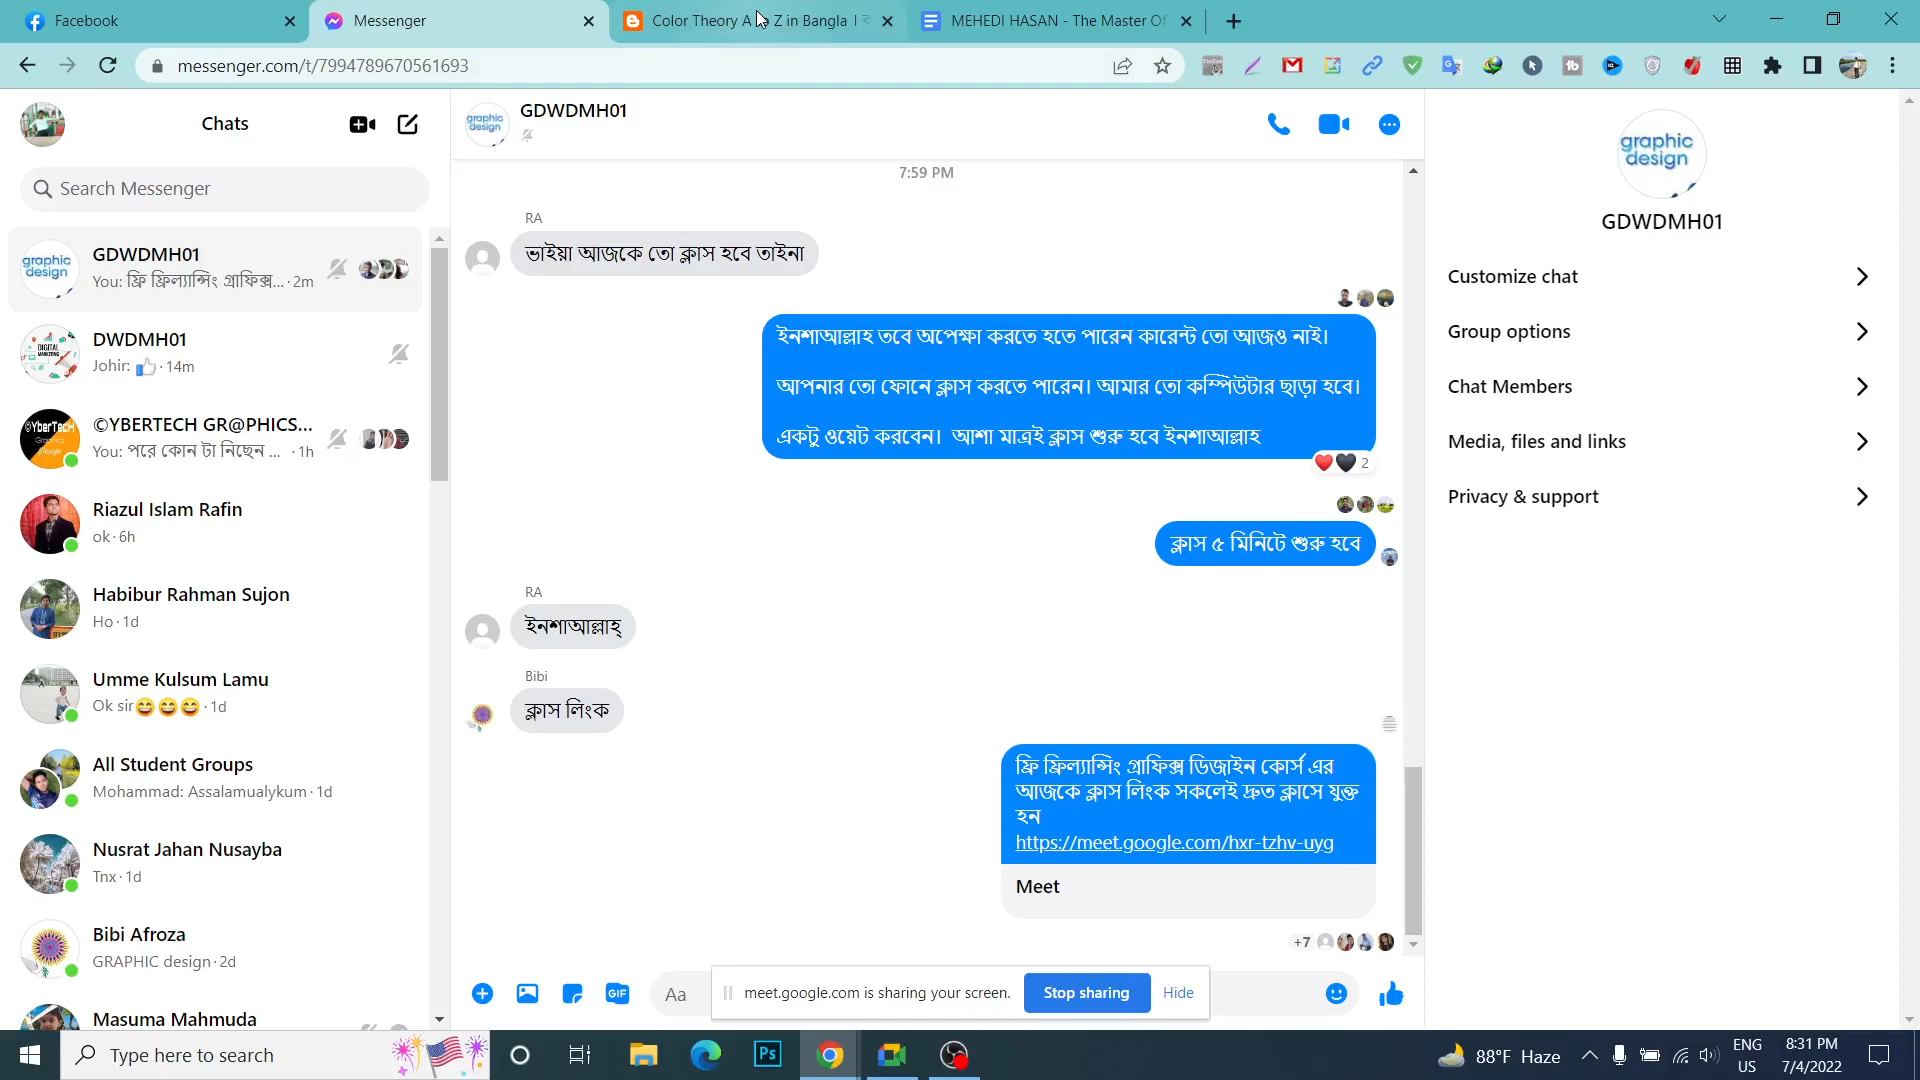 Facebook
Messenger
Color Theory A to Z in Bangla ।
MEHEDI HASAN - The Master Of
messenger.com/t/7994789670561693
Chats
Search Messenger
GDWDMH01
You: ফ্রি ফ্রিল্যান্সিং গ্রাফিক্স... · 2m
DWDMH01
Johir: 👍 · 14m
©YBERTECH GR@PHICS...
You: পরে কোন টা নিছেন ... · 1h
Riazul Islam Rafin
ok · 6h
Habibur Rahman Sujon
Ho · 1d
Umme Kulsum Lamu
Ok sir😄😄😄 · 1d
All Student Groups
Mohammad: Assalamualykum · 1d
Nusrat Jahan Nusayba
Tnx · 1d
Bibi Afroza
GRAPHIC design · 2d
Masuma Mahmuda
graphic
design
GDWDMH01
7:59 PM
RA
ভাইয়া আজকে তো ক্লাস হবে তাইনা
ইনশাআল্লাহ তবে অপেক্ষা করতে হতে পারেন কারেন্ট তো আজও নাই।
আপনার তো ফোনে ক্লাস করতে পারেন। আমার তো কম্পিউটার ছাড়া হবে।
একটু ওয়েট করবেন। আশা মাত্রই ক্লাস শুরু হবে ইনশাআল্লাহ
2
ক্লাস ৫ মিনিটে শুরু হবে
RA
ইনশাআল্লাহ্
Bibi
ক্লাস লিংক
ফ্রি ফ্রিল্যান্সিং গ্রাফিক্স ডিজাইন কোর্স এর
আজকে ক্লাস লিংক সকলেই দ্রুত ক্লাসে যুক্ত
হন
https://meet.google.com/hxr-tzhv-uyg
Meet
+7
GIF
Aa
meet.google.com is sharing your screen.
Stop sharing
Hide
graphic
design
GDWDMH01
Customize chat
Group options
Chat Members
Media, files and links
Privacy & support
Type here to search
Ps
88°F Haze
ENG
US
8:31 PM
7/4/2022